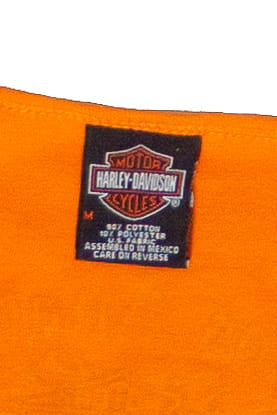 MOTOR
HARLEY-DAVIDSON
CYCLES ®
M
90% COTTON
10% POLYESTER
U.S. FABRIC
ASSEMBLED IN MEXICO
CARE ON REVERSE